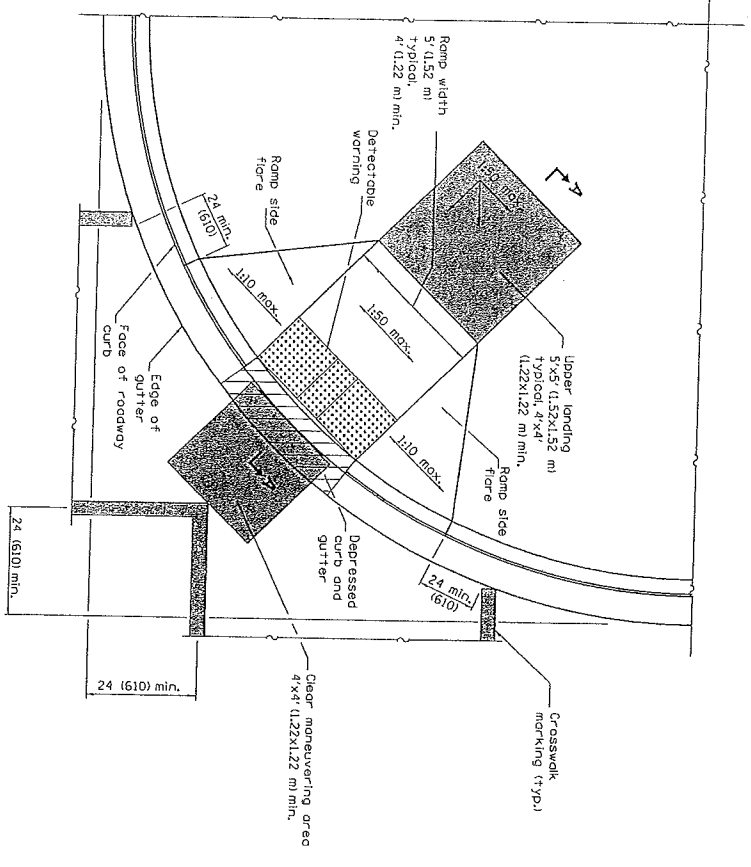 Ramp width
5' (1.52 m)
typical,
4' (1.22 m) min.
Detectable
warning
Ramp side
flare
24 min.
(610)
1:10 max.
1:50 max.
A
1:50 max.
Upper landing
5'x5' (1.52x1.52 m)
typical, 4'x4'
(1.22x1.22 m) min.
Ramp side
flare
1:10 max.
Face of roadway
curb
Edge of
gutter
A
Depressed
curb and
gutter
24 min.
(610)
Crosswalk
marking (typ.)
Clear maneuvering area
4'x4' (1.22x1.22 m) min.
24 (610) min.
24 (610) min.